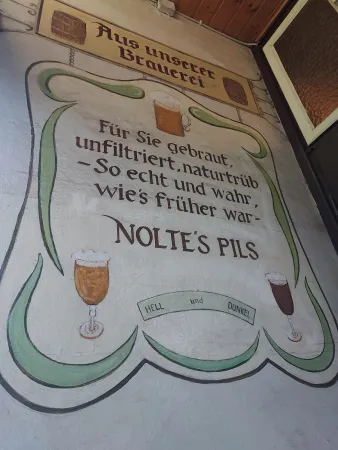 Aus unserer
Brauerei
Für Sie gebraut,
unfiltriert, naturtrüb
- So echt und wahr,
wie's früher war -
NOLTE'S PILS
HELL und DUNKEL